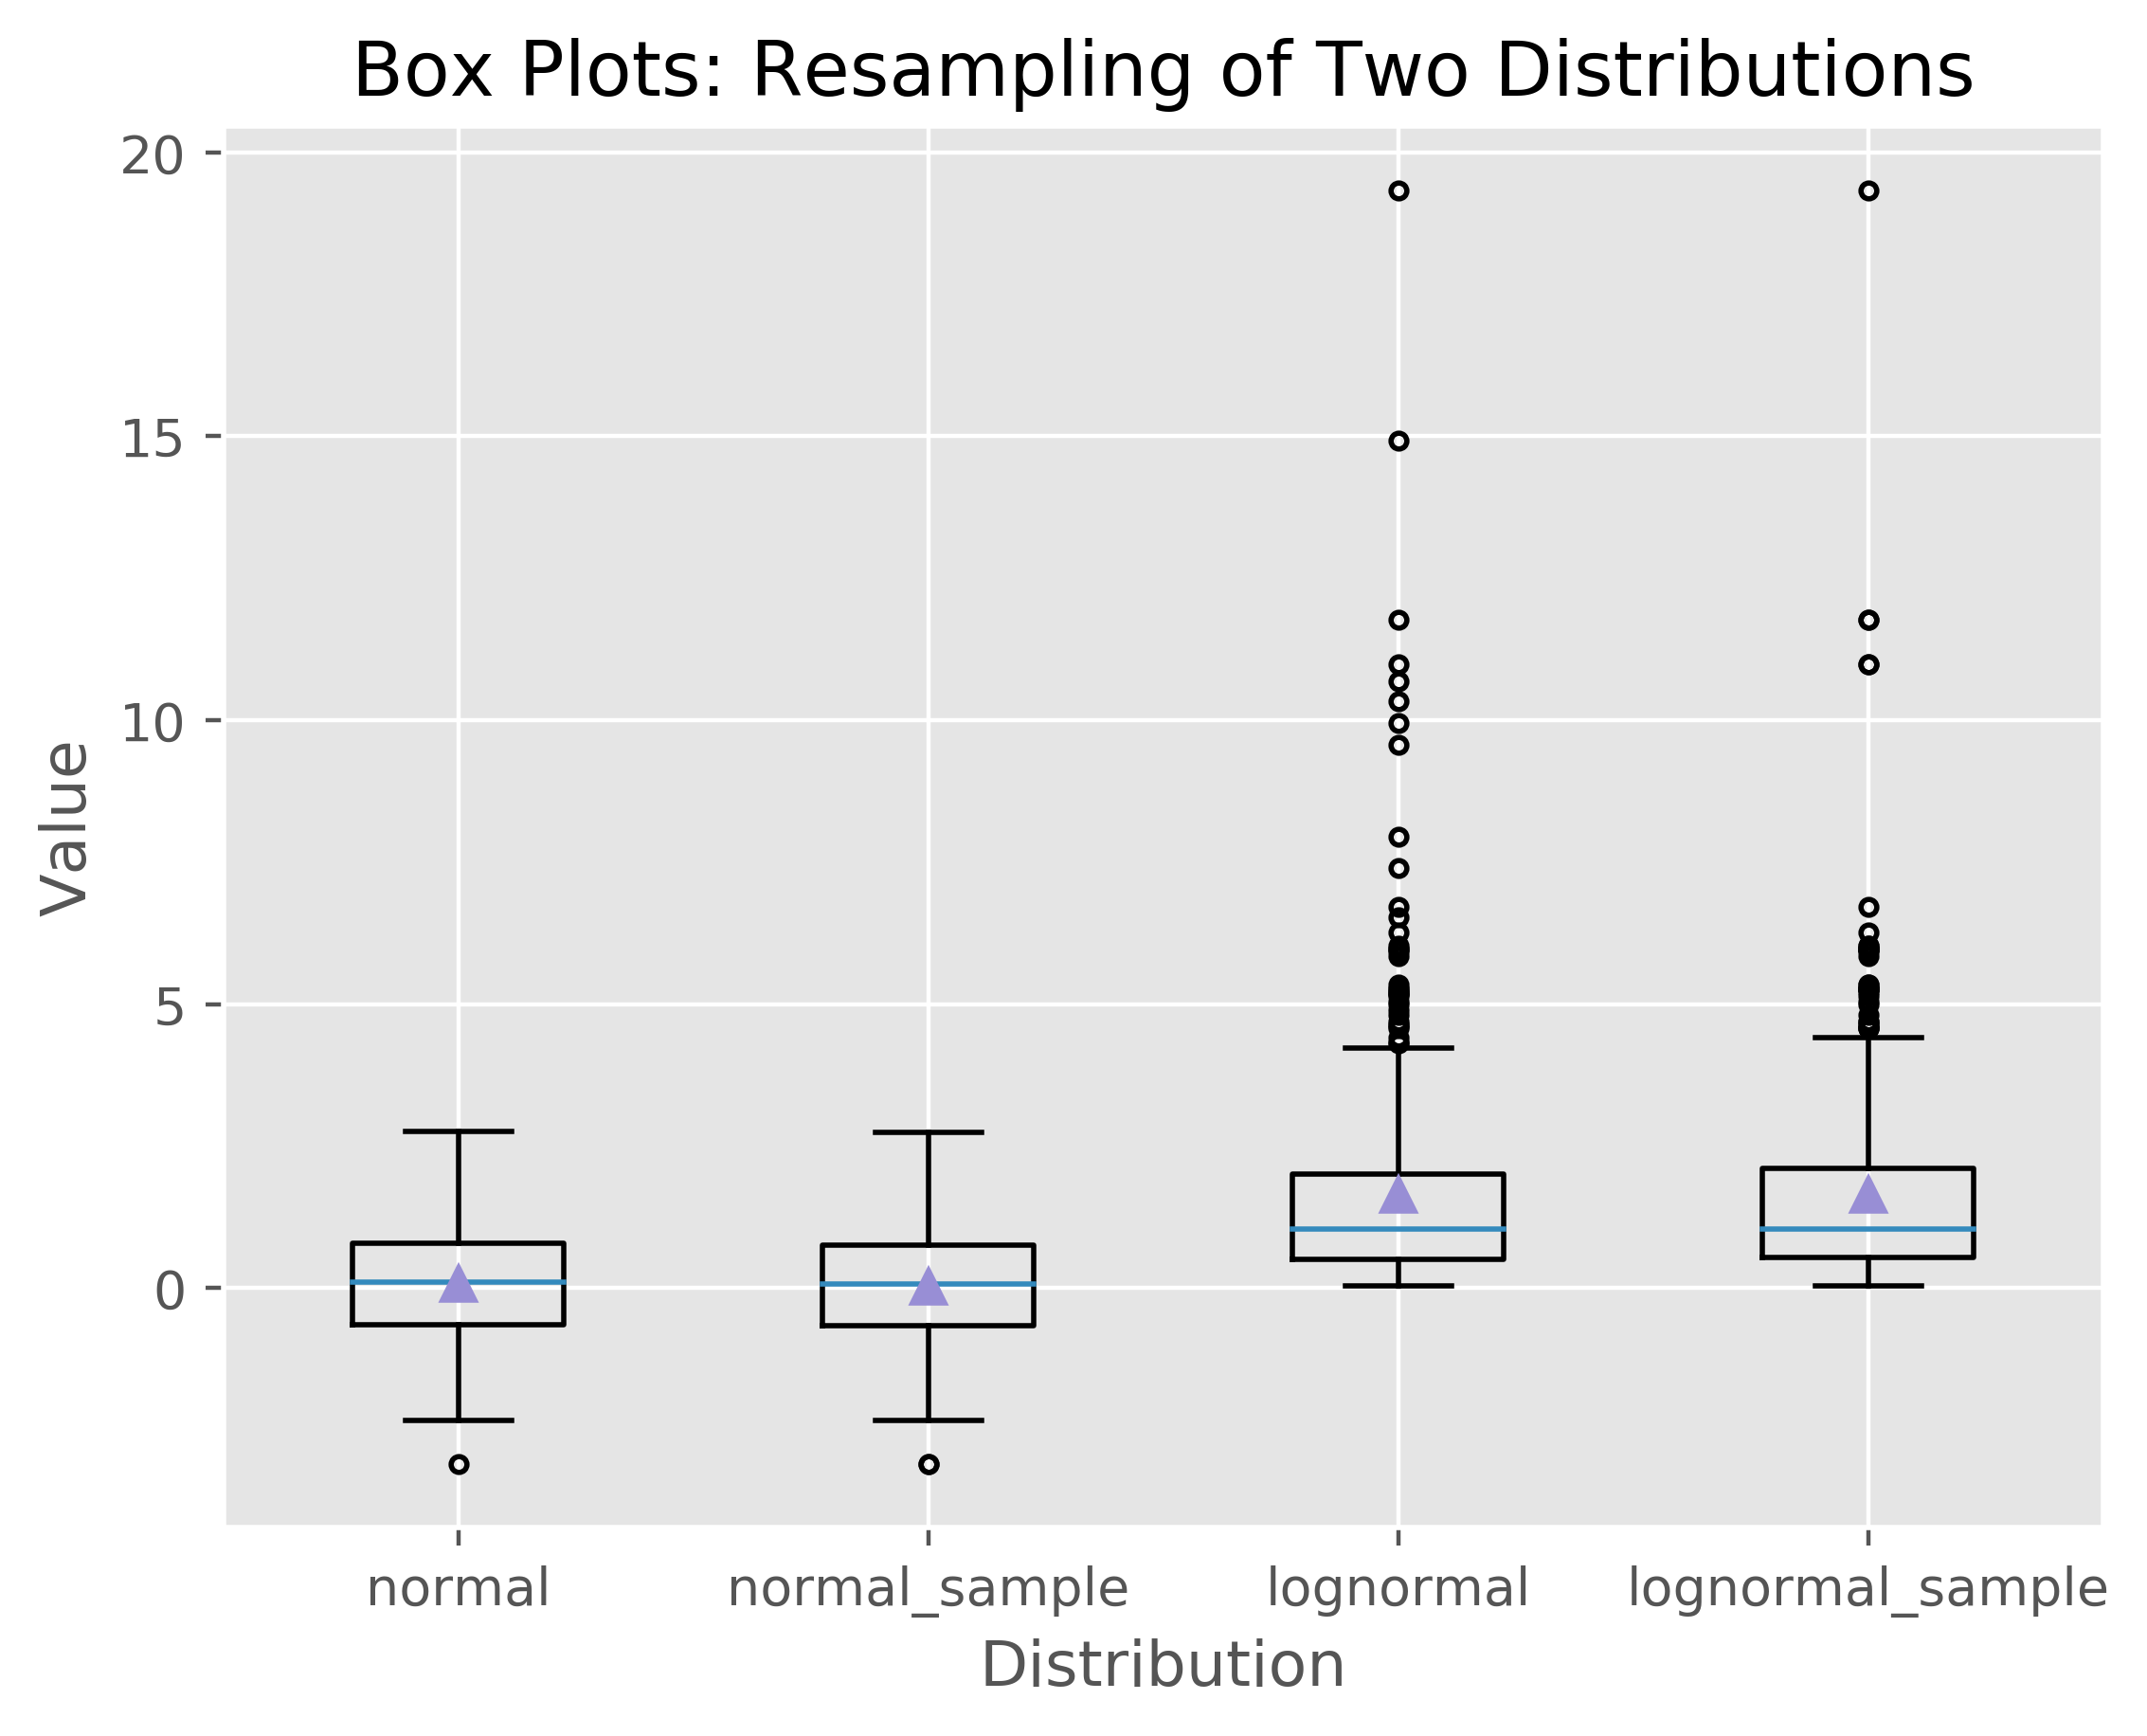 Box Plots: Resampling of Two Distributions
20
15
10
5
0
Value
normal normal_sample lognormal lognormal_sample
Distribution